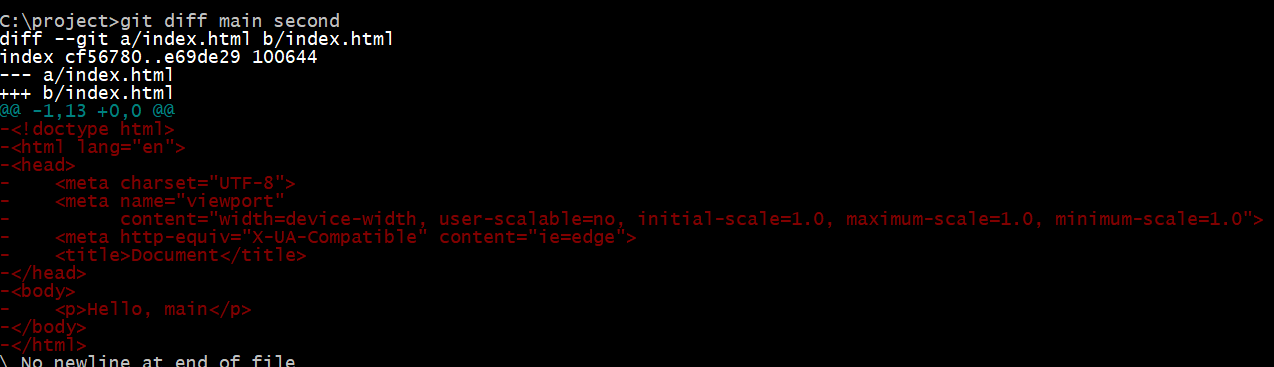 C:\project>git diff main second
diff --git a/index.html b/index.html
index cf56780..e69de29 100644
--- a/index.html
+++ b/index.html
@@ -1,13 +0,0 @@
-<!doctype html>
-<html lang="en">
-<head>
-    <meta charset="UTF-8">
-    <meta name="viewport"
-          content="width=device-width, user-scalable=no, initial-scale=1.0, maximum-scale=1.0, minimum-scale=1.0">
-    <meta http-equiv="X-UA-Compatible" content="ie=edge">
-    <title>Document</title>
-</head>
-<body>
-    <p>Hello, main</p>
-</body>
-</html>
\ No newline at end of file